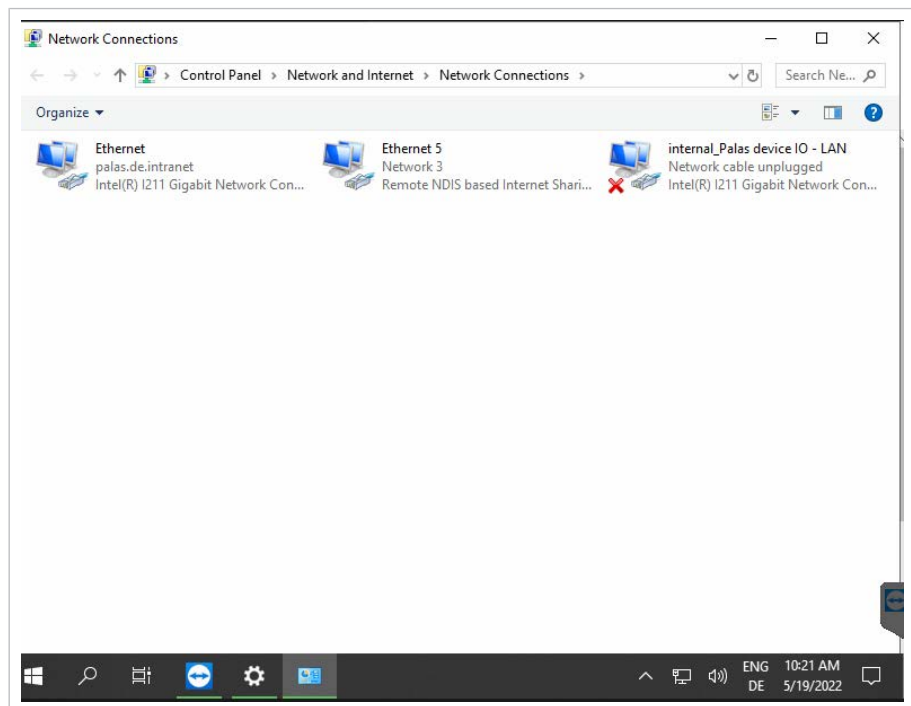 Network Connections
Control Panel > Network and Internet > Network Connections >
Search Ne...
Organize
Ethernet
palas.de.intranet
Intel(R) I211 Gigabit Network Con...
Ethernet 5
Network 3
Remote NDIS based Internet Shari...
internal_Palas device IO - LAN
Network cable unplugged
Intel(R) I211 Gigabit Network Con...
ENG 10:21 AM
DE 5/19/2022